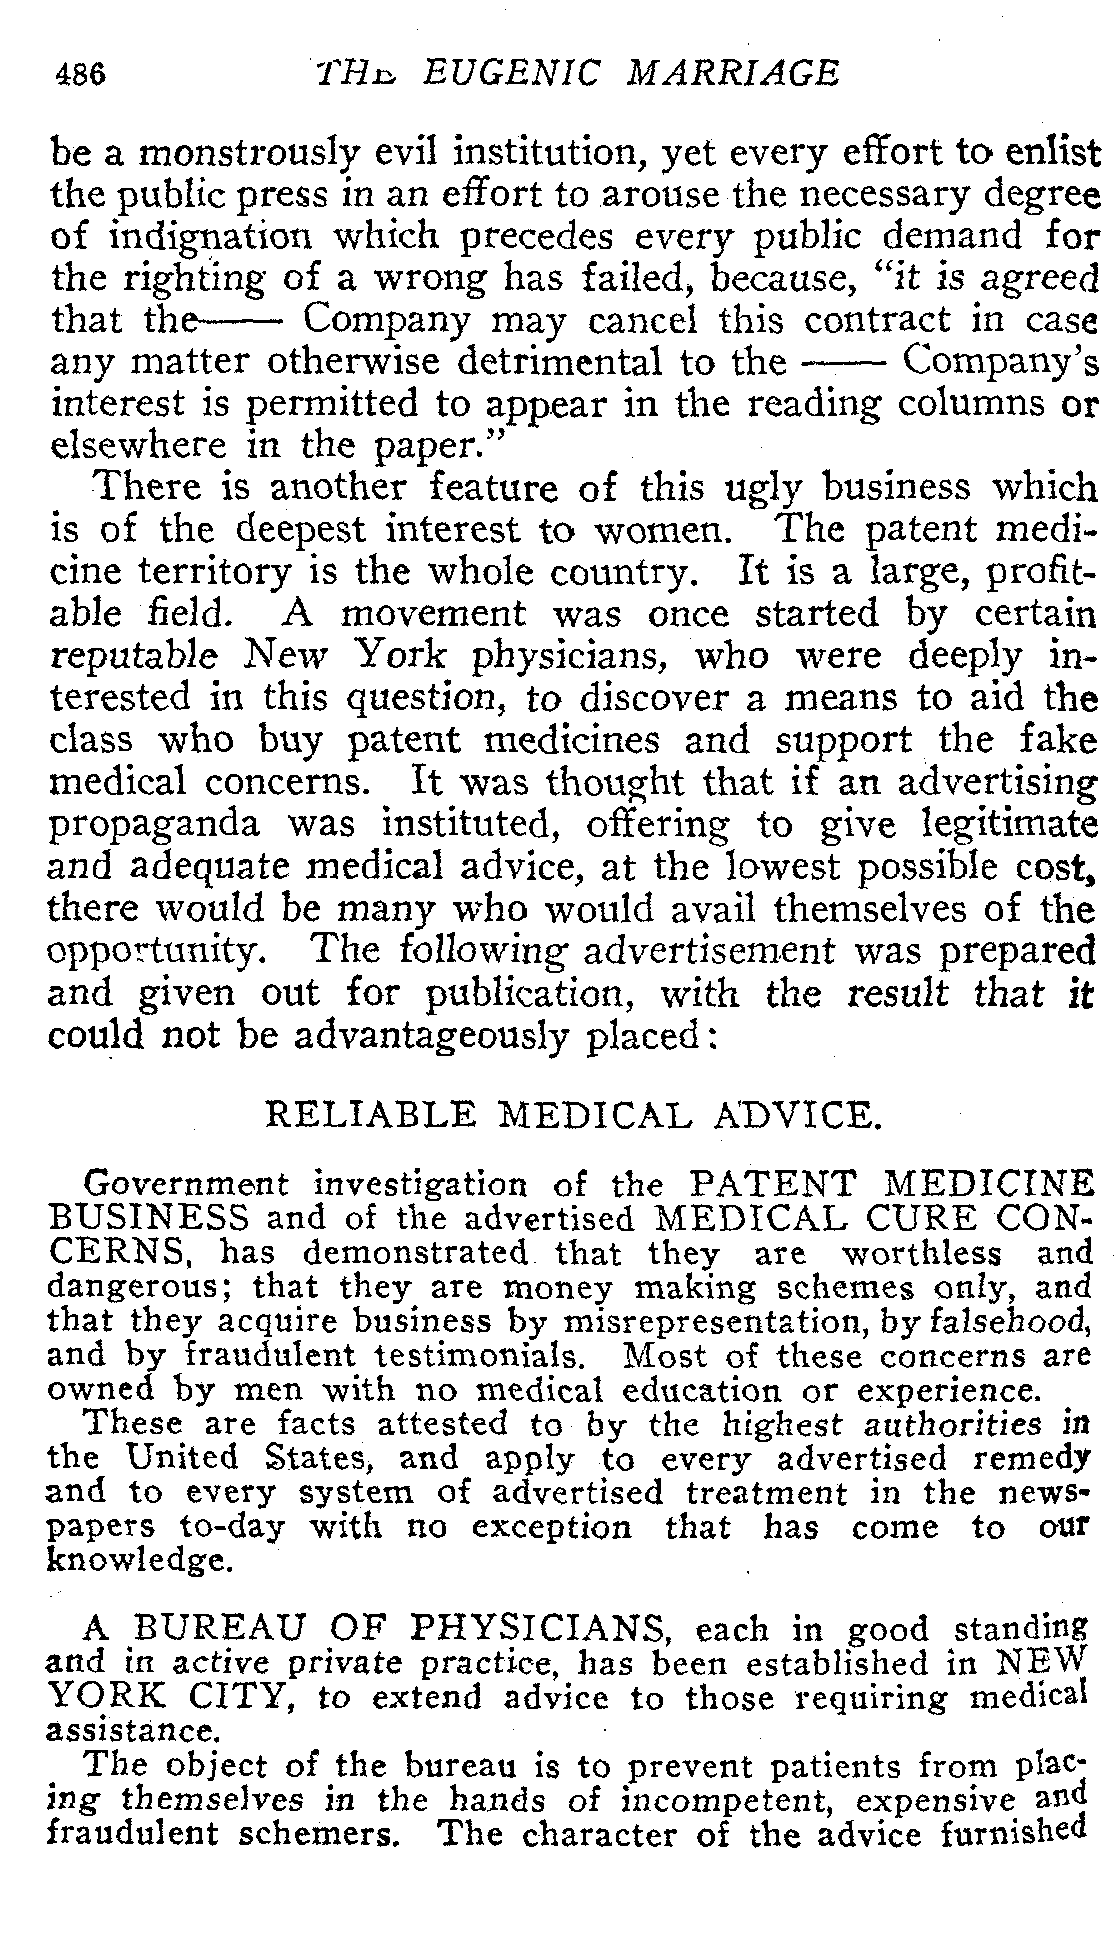 486 THE EUGENIC MARRIAGE
be a monstrously evil institution, yet every effort to enlist
the public press in an effort to arouse the necessary degree
of indignation which precedes every public demand for
the righting of a wrong has failed, because, “it is agreed
that the—— Company may cancel this contract in case
any matter otherwise detrimental to the —— Company’s
interest is permitted to appear in the reading columns or
elsewhere in the paper.”
There is another feature of this ugly business which
is of the deepest interest to women. The patent medi-
cine territory is the whole country. It is a large, profit-
able field. A movement was once started by certain
reputable New York physicians, who were deeply in-
terested in this question, to discover a means to aid the
class who buy patent medicines and support the fake
medical concerns. It was thought that if an advertising
propaganda was instituted, offering to give legitimate
and adequate medical advice, at the lowest possible cost,
there would be many who would avail themselves of the
opportunity. The following advertisement was prepared
and given out for publication, with the result that it
could not be advantageously placed:
RELIABLE MEDICAL ADVICE.
Government investigation of the PATENT MEDICINE
BUSINESS and of the advertised MEDICAL CURE CON-
CERNS, has demonstrated that they are worthless and
dangerous; that they are money making schemes only, and
that they acquire business by misrepresentation, by falsehood,
and by fraudulent testimonials. Most of these concerns are
owned by men with no medical education or experience.
These are facts attested to by the highest authorities in
the United States, and apply to every advertised remedy
and to every system of advertised treatment in the news-
papers to-day with no exception that has come to our
knowledge.
A BUREAU OF PHYSICIANS, each in good standing
and in active private practice, has been established in NEW
YORK CITY, to extend advice to those requiring medical
assistance.
The object of the bureau is to prevent patients from plac-
ing themselves in the hands of incompetent, expensive and
fraudulent schemers. The character of the advice furnished